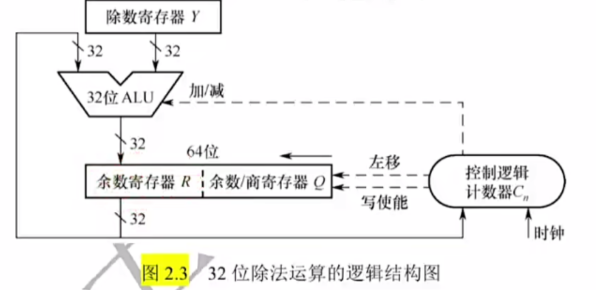 除数寄存器 Y
32
32
32位 ALU
加/减
32
64位
余数寄存器 R
余数/商寄存器 Q
左移
写使能
控制逻辑
计数器Cn
32
时钟
图 2.3 32 位除法运算的逻辑结构图